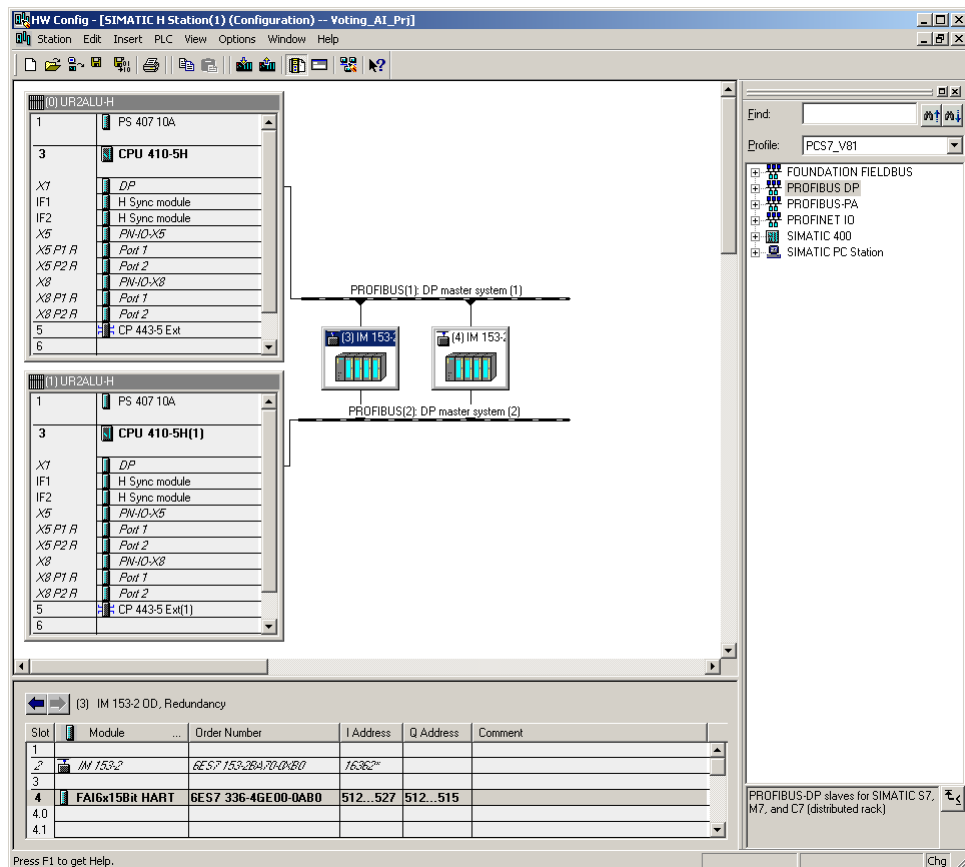 HW Config - [SIMATIC H Station(1) (Configuration) -- Voting_AI_Prj]
Station Edit Insert PLC View Options Window Help
(0) UR2ALU-H
1 PS 407 10A
3 CPU 410-5H
X1 DP
IF1 H Sync module
IF2 H Sync module
X5 PN-IO-X5
X5 P1 R Port 1
X5 P2 R Port 2
X8 PN-IO-X8
X8 P1 R Port 1
X8 P2 R Port 2
5 CP 443-5 Ext
6
(1) UR2ALU-H
1 PS 407 10A
3 CPU 410-5H(1)
X1 DP
IF1 H Sync module
IF2 H Sync module
X5 PN-IO-X5
X5 P1 R Port 1
X5 P2 R Port 2
X8 PN-IO-X8
X8 P1 R Port 1
X8 P2 R Port 2
5 CP 443-5 Ext(1)
6
PROFIBUS(1): DP master system (1)
(3) IM 153-2
(4) IM 153-2
PROFIBUS(2): DP master system (2)
Find:
Profile: PCS7_V81
FOUNDATION FIELDBUS
PROFIBUS DP
PROFIBUS-PA
PROFINET IO
SIMATIC 400
SIMATIC PC Station
(3) IM 153-2 OD, Redundancy
Slot Module ... Order Number I Address Q Address Comment
1
2 IM 153-2 6ES7 153-2BA70-0XB0 16362*
3
4 FAI6x15Bit HART 6ES7 336-4GE00-0AB0 512...527 512...515
4.0
4.1
PROFIBUS-DP slaves for SIMATIC S7,
M7, and C7 (distributed rack)
Press F1 to get Help.
Chg